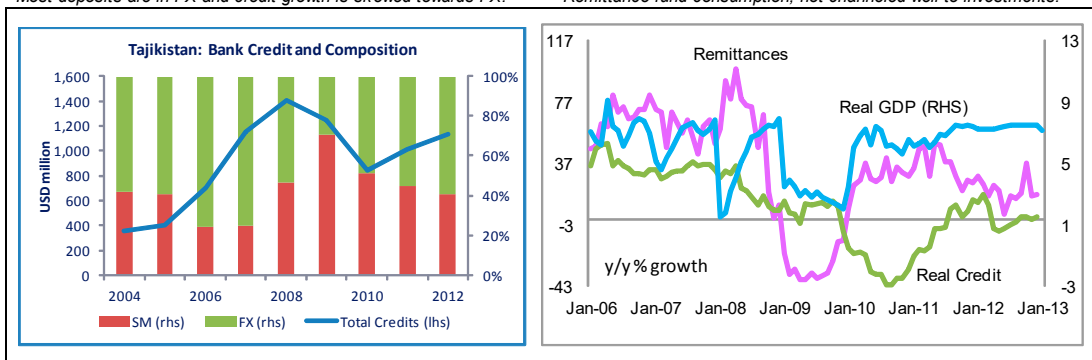 Most deposits are in FX and credit growth is skewed towards FX.
Remittance fund consumption, not channeled well to investments.
Tajikistan: Bank Credit and Composition
1,600
1,400
1,200
1,000
800
600
400
200
0
USD million
100%
80%
60%
40%
20%
0%
2004
2006
2008
2010
2012
SM (rhs)
FX (rhs)
Total Credits (lhs)
117
77
37
-3
-43
Remittances
Real GDP (RHS)
y/y % growth
Real Credit
13
9
5
1
-3
Jan-06
Jan-07
Jan-08
Jan-09
Jan-10
Jan-11
Jan-12
Jan-13